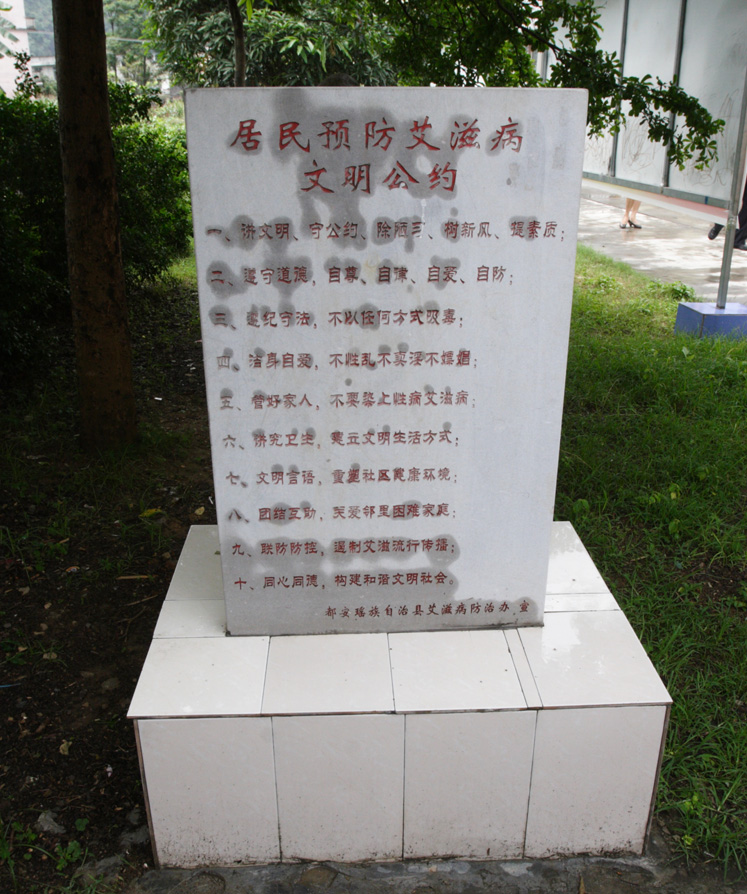 居民预防艾滋病
文明公约
一、讲文明、守公约、除陋习、树新风、提素质；
二、遵守道德，自尊、自律、自爱、自防；
三、遵纪守法，不以任何方式吸毒；
四、洁身自爱，不性乱不卖淫不嫖娼；
五、管好家人，不要染上性病艾滋病；
六、讲究卫生，建立文明生活方式；
七、文明言语，重塑社区健康环境；
八、团结互助，关爱邻里困难家庭；
九、联防防控，遏制艾滋流行传播；
十、同心同德，构建和谐文明社会。
都安瑶族自治县艾滋病防治办 宣